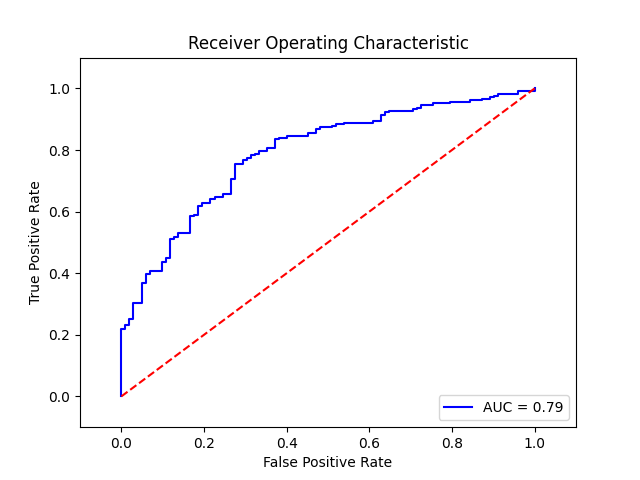 Receiver Operating Characteristic
True Positive Rate
1.0
0.8
0.6
0.4
0.2
0.0
AUC = 0.79
0.0 0.2 0.4 0.6 0.8 1.0
False Positive Rate